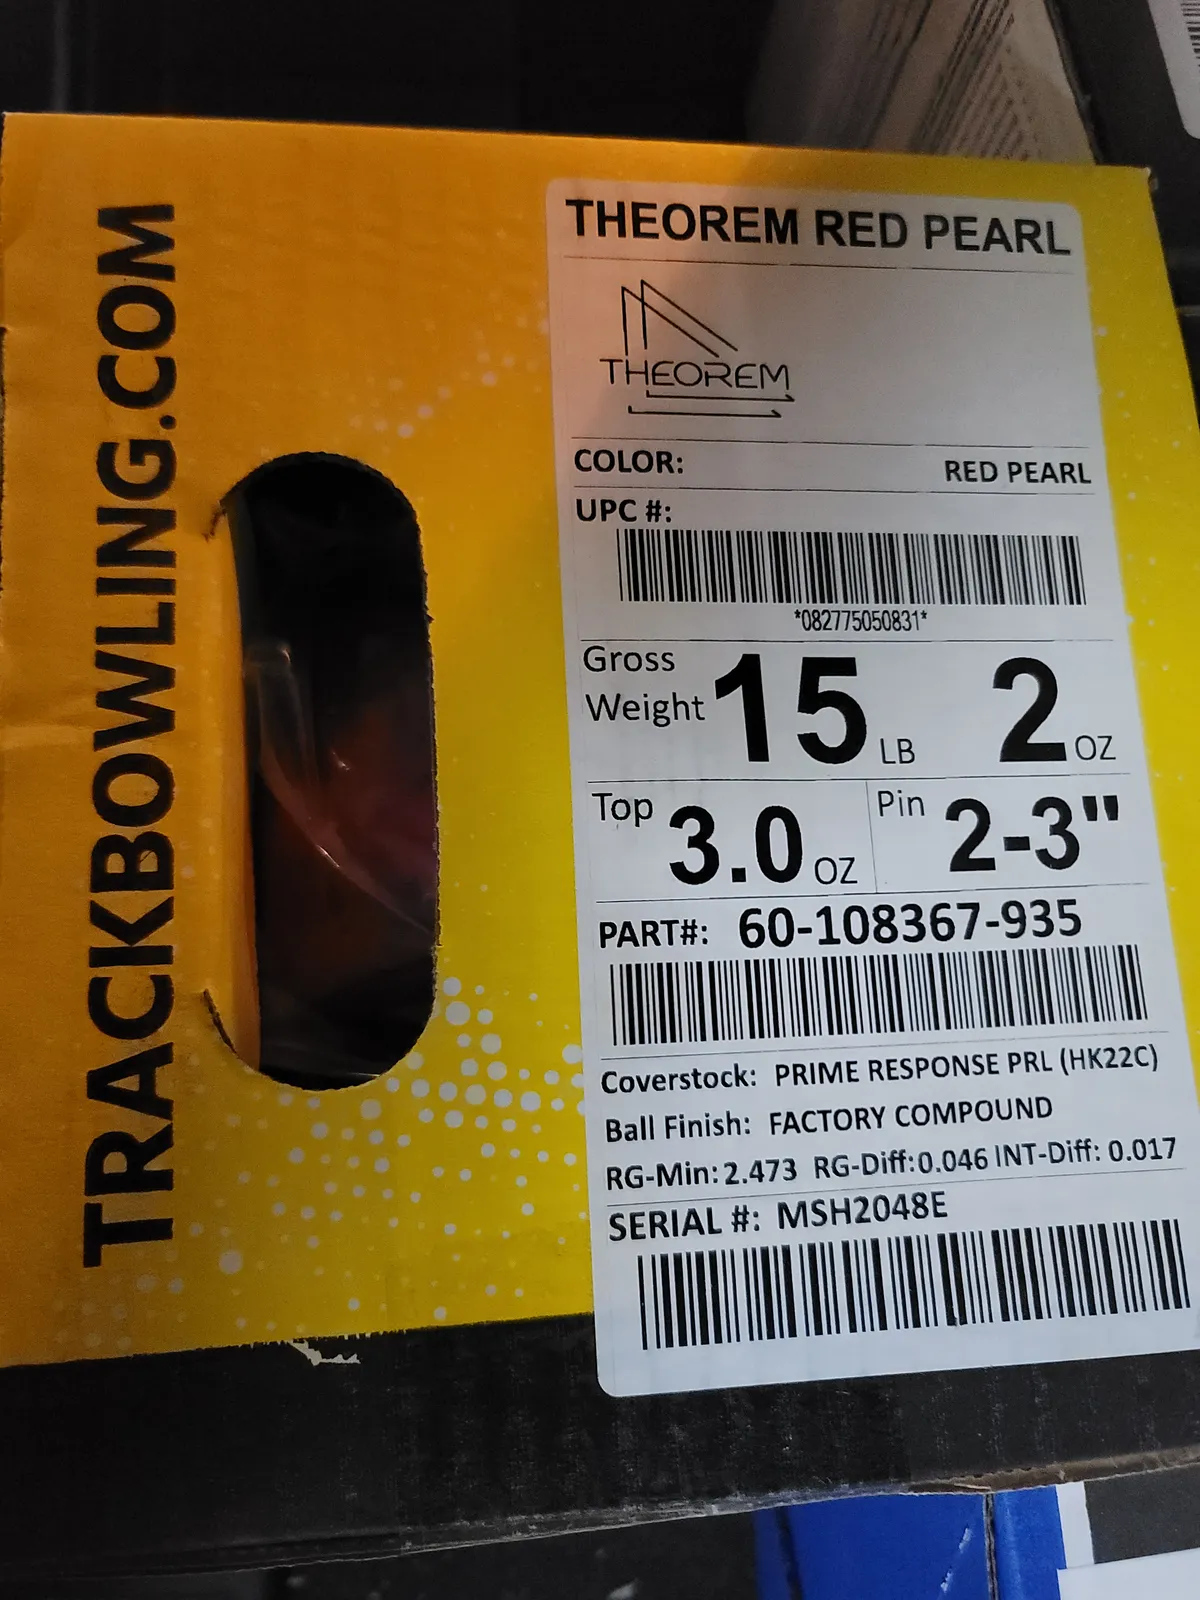 TRACKBOWLING.COM
THEOREM RED PEARL
THEOREM
COLOR: RED PEARL
UPC #:
*082775050831*
Gross Weight 15 LB 2 OZ
Top 3.0 OZ Pin 2-3"
PART#: 60-108367-935
Coverstock: PRIME RESPONSE PRL (HK22C)
Ball Finish: FACTORY COMPOUND
RG-Min: 2.473 RG-Diff: 0.046 INT-Diff: 0.017
SERIAL #: MSH2048E